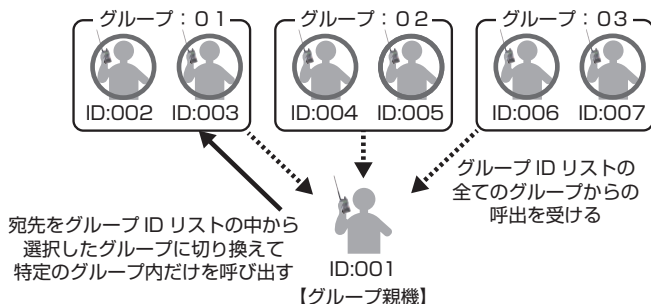 グループ：０１
グループ：０２
グループ：０３
ID:002 ID:003
ID:004 ID:005
ID:006 ID:007
宛先をグループ ID リストの中から
選択したグループに切り換えて
特定のグループ内だけを呼び出す
グループ ID リストの
全てのグループからの
呼出を受ける
ID:001
【グループ親機】